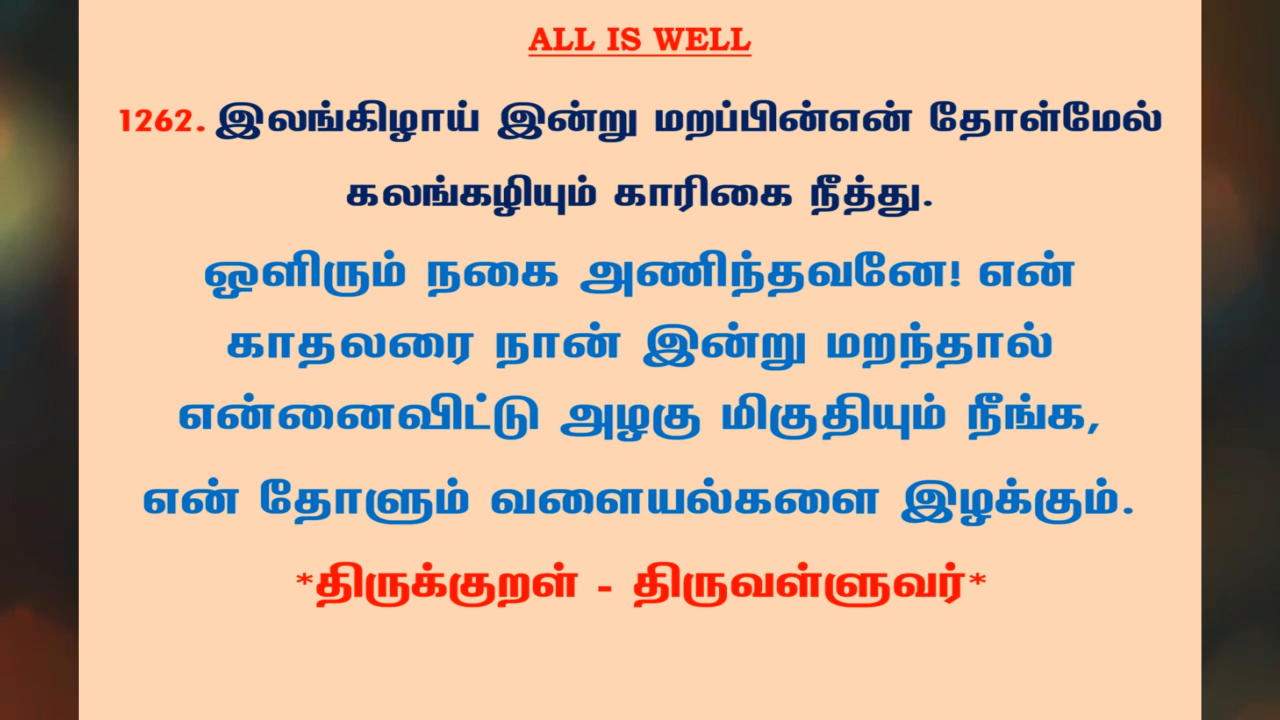 ALL IS WELL
1262. இலங்கிழாய் இன்று மறப்பின்என் தோள்மேல்
கலங்கழியும் காரிகை நீத்து.
ஒளிரும் நகை அணிந்தவனே! என்
காதலரை நான் இன்று மறந்தால்
என்னைவிட்டு அழகு மிகுதியும் நீங்க,
என் தோளும் வளையல்களை இழக்கும்.
*திருக்குறள் - திருவள்ளுவர்*